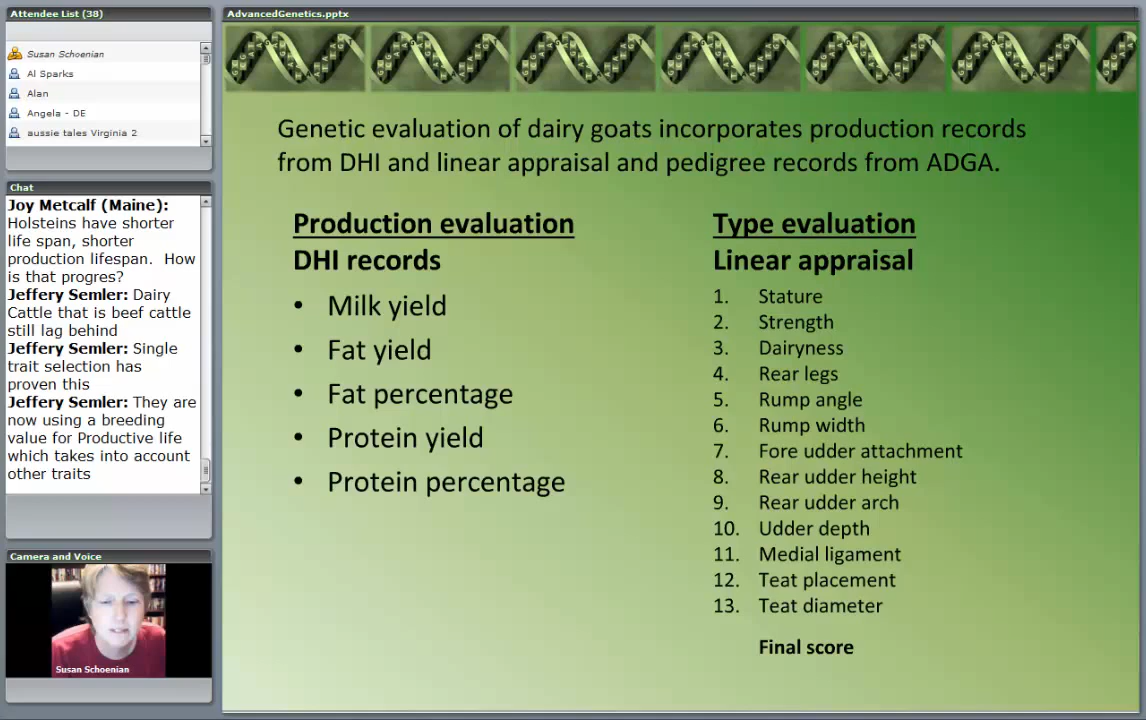 Attendee List (38)
Susan Schoenian
Al Sparks
Alan
Angela - DE
aussie tales Virginia 2
Chat
Joy Metcalf (Maine):
Holsteins have shorter
life span, shorter
production lifespan. How
is that progres?
Jeffery Semler: Dairy
Cattle that is beef cattle
still lag behind
Jeffery Semler: Single
trait selection has
proven this
Jeffery Semler: They are
now using a breeding
value for Productive life
which takes into account
other traits
Camera and Voice
Susan Schoenian
AdvancedGenetics.pptx
Genetic evaluation of dairy goats incorporates production records
from DHI and linear appraisal and pedigree records from ADGA.
Production evaluation
DHI records
• Milk yield
• Fat yield
• Fat percentage
• Protein yield
• Protein percentage
Type evaluation
Linear appraisal
1. Stature
2. Strength
3. Dairyness
4. Rear legs
5. Rump angle
6. Rump width
7. Fore udder attachment
8. Rear udder height
9. Rear udder arch
10. Udder depth
11. Medial ligament
12. Teat placement
13. Teat diameter
Final score